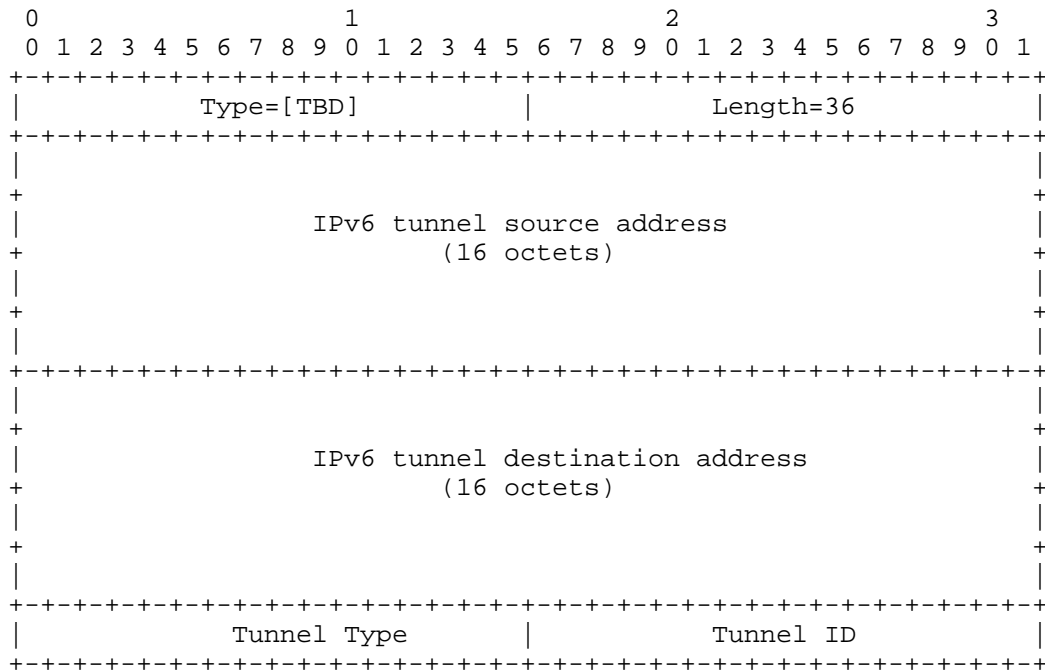 0                   1                   2                   3
0 1 2 3 4 5 6 7 8 9 0 1 2 3 4 5 6 7 8 9 0 1 2 3 4 5 6 7 8 9 0 1
+-+-+-+-+-+-+-+-+-+-+-+-+-+-+-+-+-+-+-+-+-+-+-+-+-+-+-+-+-+-+-+-+
|           Type=[TBD]          |           Length=36           |
+-+-+-+-+-+-+-+-+-+-+-+-+-+-+-+-+-+-+-+-+-+-+-+-+-+-+-+-+-+-+-+-+
|                                                               |
+                                                               +
|                  IPv6 tunnel source address                   |
+                          (16 octets)                          +
|                                                               |
+                                                               +
|                                                               |
+-+-+-+-+-+-+-+-+-+-+-+-+-+-+-+-+-+-+-+-+-+-+-+-+-+-+-+-+-+-+-+-+
|                                                               |
+                                                               +
|                  IPv6 tunnel destination address              |
+                          (16 octets)                          +
|                                                               |
+                                                               +
|                                                               |
+-+-+-+-+-+-+-+-+-+-+-+-+-+-+-+-+-+-+-+-+-+-+-+-+-+-+-+-+-+-+-+-+
|             Tunnel Type       |           Tunnel ID           |
+-+-+-+-+-+-+-+-+-+-+-+-+-+-+-+-+-+-+-+-+-+-+-+-+-+-+-+-+-+-+-+-+